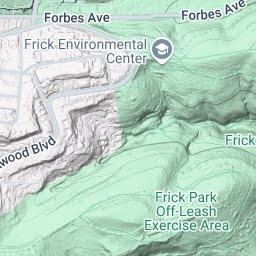 Forbes Ave
Forbes Ave
Frick Environmental
Center
wood Blvd
Frick
Frick Park
Off-Leash
Exercise Area